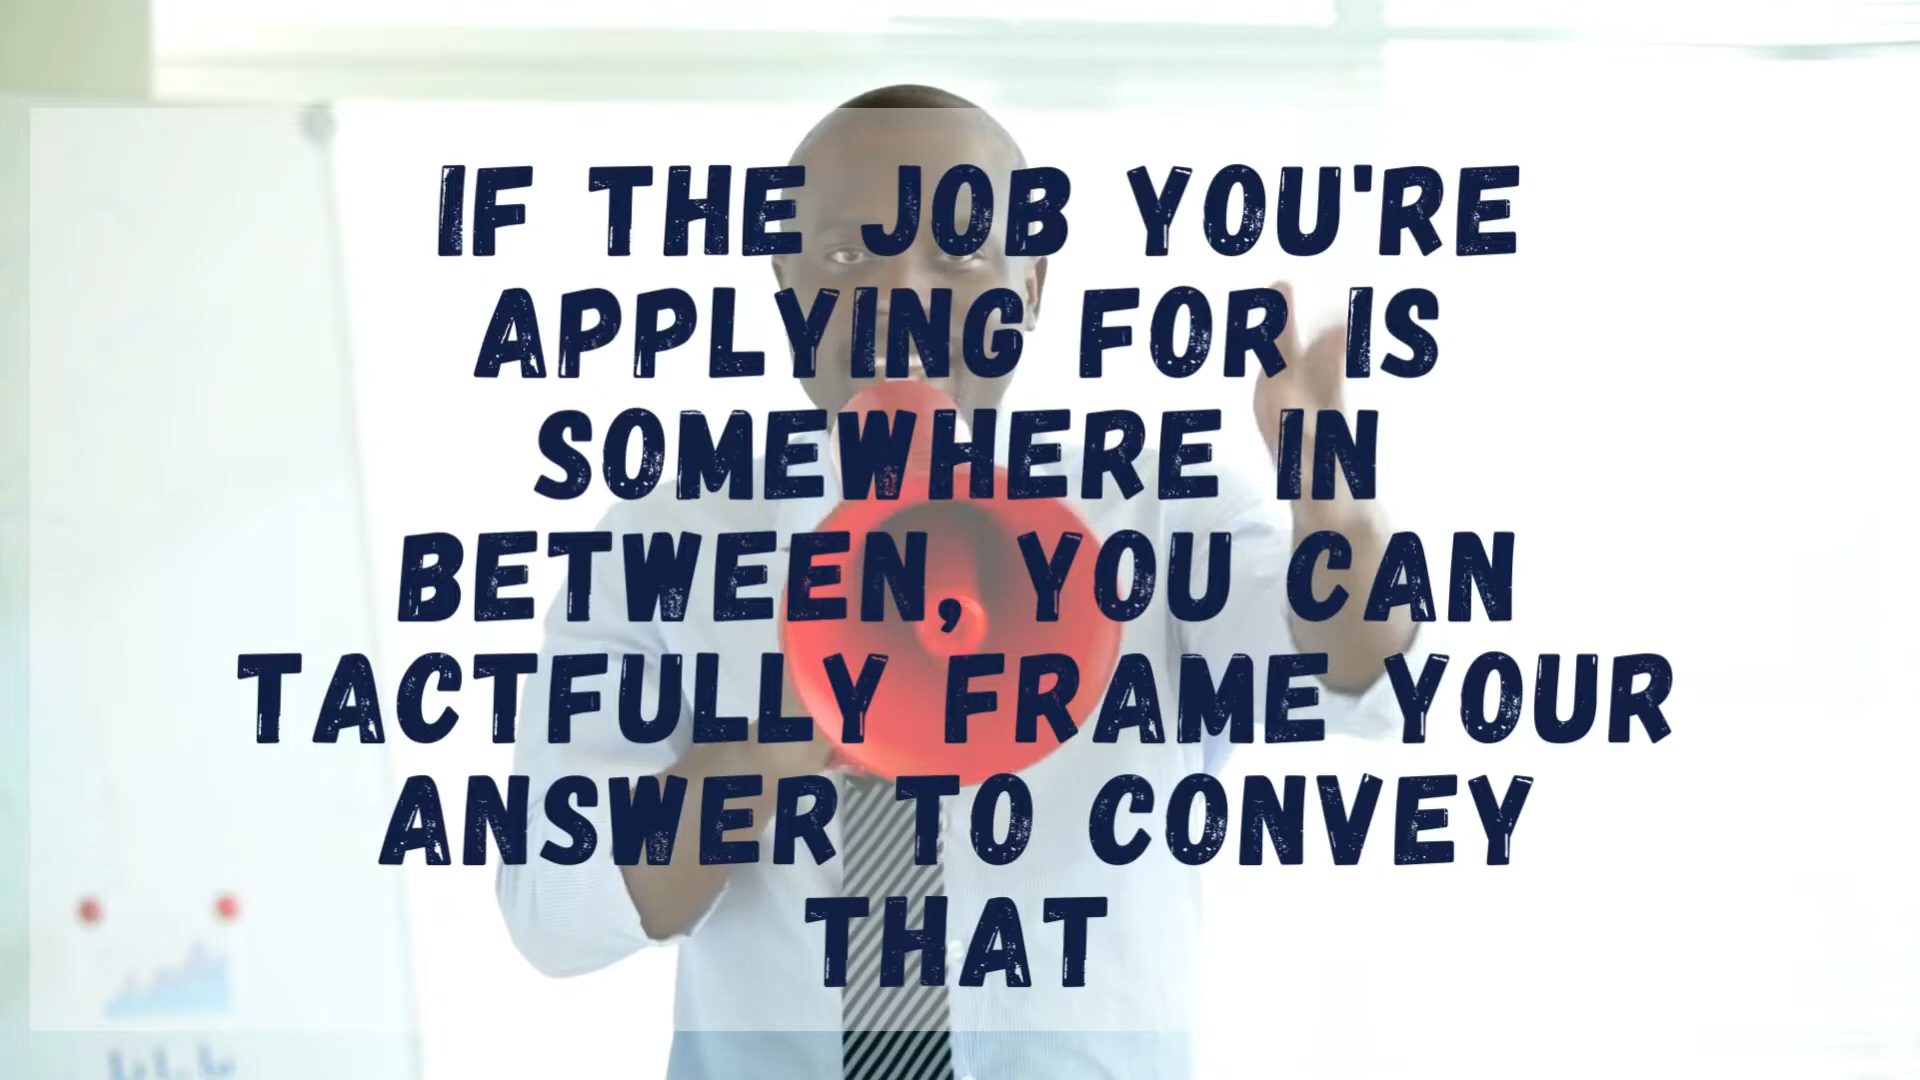 IF THE JOB YOU'RE
APPLYING FOR IS
SOMEWHERE IN
BETWEEN, YOU CAN
TACTFULLY FRAME YOUR
ANSWER TO CONVEY
THAT